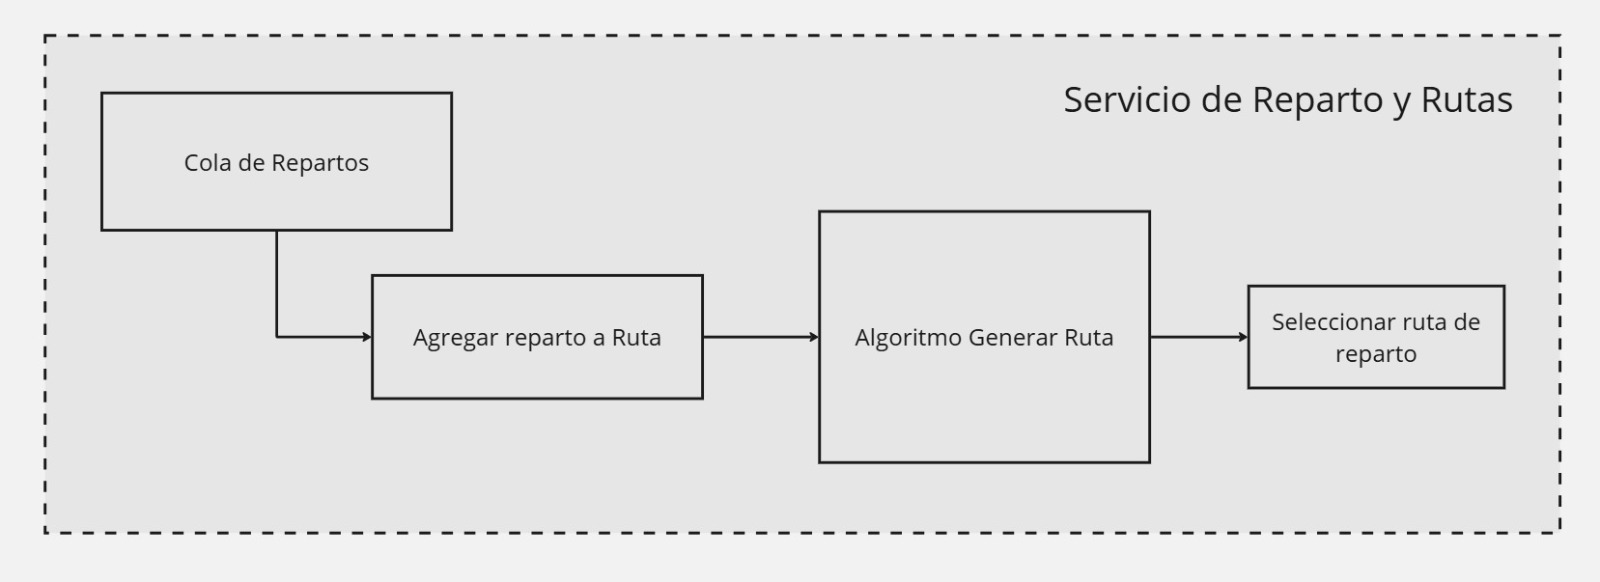 Servicio de Reparto y Rutas
Cola de Repartos
Agregar reparto a Ruta
Algoritmo Generar Ruta
Seleccionar ruta de
reparto